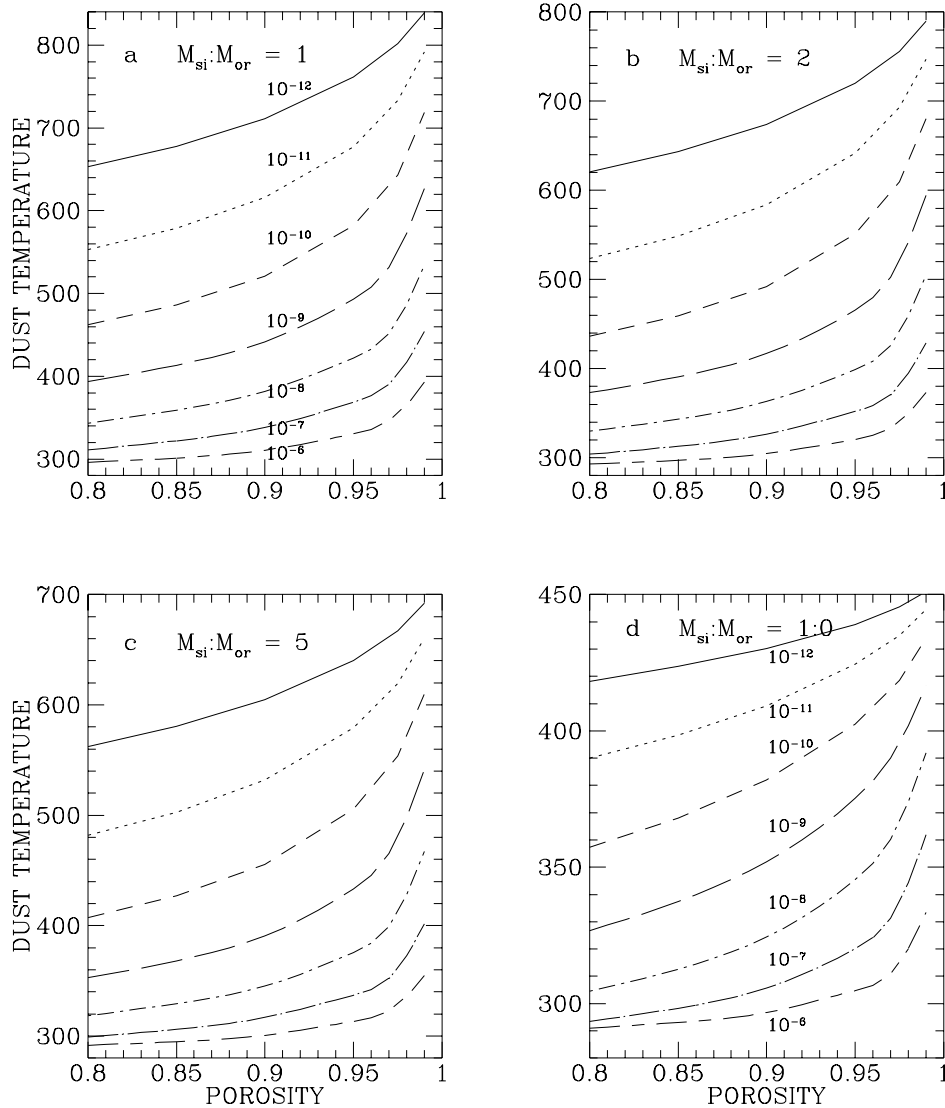 a M_si:M_or = 1
800
700
600
500
400
300
10⁻¹²
10⁻¹¹
10⁻¹⁰
10⁻⁹
10⁻⁸
10⁻⁷
10⁻⁶
DUST TEMPERATURE
0.8 0.85 0.9 0.95 1
b M_si:M_or = 2
800
700
600
500
400
300
0.8 0.85 0.9 0.95 1
c M_si:M_or = 5
700
600
500
400
300
DUST TEMPERATURE
0.8 0.85 0.9 0.95 1
POROSITY
d M_si:M_or = 1:0
450
400
350
300
10⁻¹²
10⁻¹¹
10⁻¹⁰
10⁻⁹
10⁻⁸
10⁻⁷
10⁻⁶
0.8 0.85 0.9 0.95 1
POROSITY